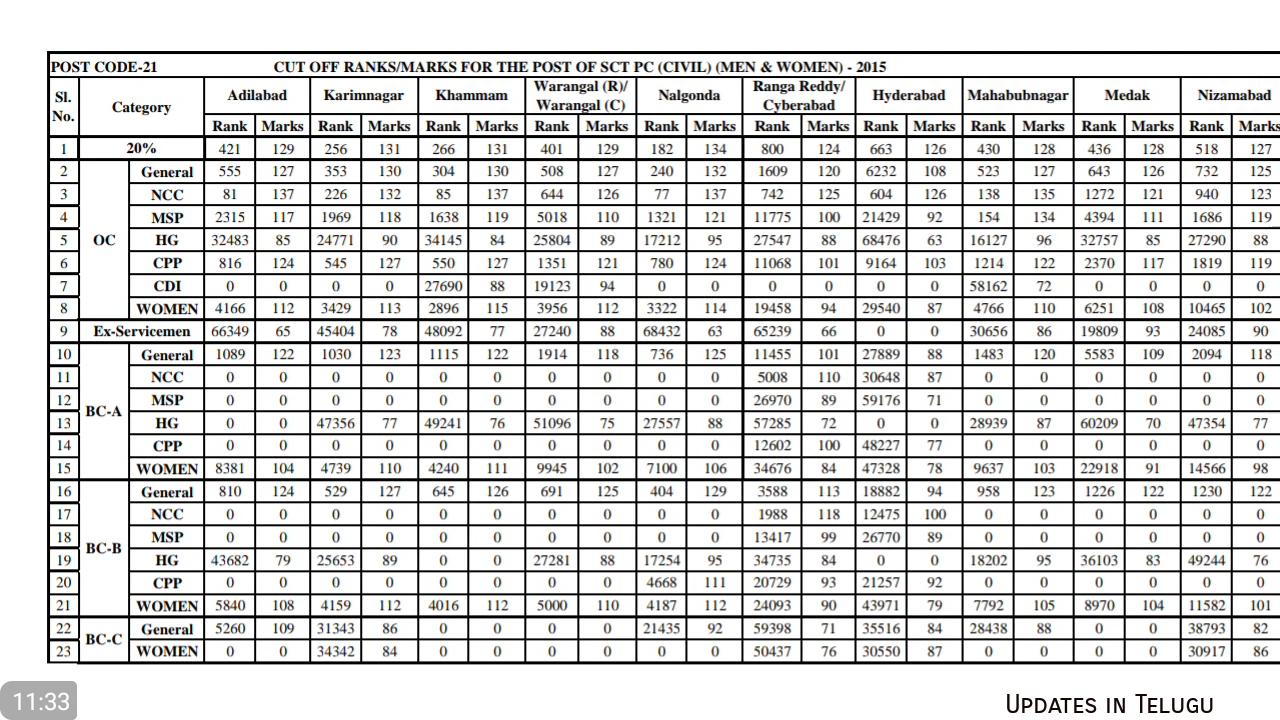 POST CODE-21 CUT OFF RANKS/MARKS FOR THE POST OF SCT PC (CIVIL) (MEN & WOMEN) - 2015
Sl. No. Category Adilabad Karimnagar Khammam Warangal (R)/ Warangal (C) Nalgonda Ranga Reddy/ Cyberabad Hyderabad Mahabubnagar Medak Nizamabad
Rank Marks Rank Marks Rank Marks Rank Marks Rank Marks Rank Marks Rank Marks Rank Marks Rank Marks Rank Marks
1 20% 421 129 256 131 266 131 401 129 182 134 800 124 663 126 430 128 436 128 518 127
2 OC General 555 127 353 130 304 130 508 127 240 132 1609 120 6232 108 523 127 643 126 732 125
3 NCC 81 137 226 132 85 137 644 126 77 137 742 125 604 126 138 135 1272 121 940 123
4 MSP 2315 117 1969 118 1638 119 5018 110 1321 121 11775 100 21429 92 154 134 4394 111 1686 119
5 HG 32483 85 24771 90 34145 84 25804 89 17212 95 27547 88 68476 63 16127 96 32757 85 27290 88
6 CPP 816 124 545 127 550 127 1351 121 780 124 11068 101 9164 103 1214 122 2370 117 1819 119
7 CDI 0 0 0 0 27690 88 19123 94 0 0 0 0 0 0 58162 72 0 0 0 0
8 WOMEN 4166 112 3429 113 2896 115 3956 112 3322 114 19458 94 29540 87 4766 110 6251 108 10465 102
9 Ex-Servicemen 66349 65 45404 78 48092 77 27240 88 68432 63 65239 66 0 0 30656 86 19809 93 24085 90
10 BC-A General 1089 122 1030 123 1115 122 1914 118 736 125 11455 101 27889 88 1483 120 5583 109 2094 118
11 NCC 0 0 0 0 0 0 0 0 0 0 5008 110 30648 87 0 0 0 0 0 0
12 MSP 0 0 0 0 0 0 0 0 0 0 26970 89 59176 71 0 0 0 0 0 0
13 HG 0 0 47356 77 49241 76 51096 75 27557 88 57285 72 0 0 28939 87 60209 70 47354 77
14 CPP 0 0 0 0 0 0 0 0 0 0 12602 100 48227 77 0 0 0 0 0 0
15 WOMEN 8381 104 4739 110 4240 111 9945 102 7100 106 34676 84 47328 78 9637 103 22918 91 14566 98
16 BC-B General 810 124 529 127 645 126 691 125 404 129 3588 113 18882 94 958 123 1226 122 1230 122
17 NCC 0 0 0 0 0 0 0 0 0 0 1988 118 12475 100 0 0 0 0 0 0
18 MSP 0 0 0 0 0 0 0 0 0 0 13417 99 26770 89 0 0 0 0 0 0
19 HG 43682 79 25653 89 0 0 27281 88 17254 95 34735 84 0 0 18202 95 36103 83 49244 76
20 CPP 0 0 0 0 0 0 0 0 4668 111 20729 93 21257 92 0 0 0 0 0 0
21 WOMEN 5840 108 4159 112 4016 112 5000 110 4187 112 24093 90 43971 79 7792 105 8970 104 11582 101
22 BC-C General 5260 109 31343 86 0 0 0 0 21435 92 59398 71 35516 84 28438 88 0 0 38793 82
23 WOMEN 0 0 34342 84 0 0 0 0 0 0 50437 76 30550 87 0 0 0 0 30917 86
11:33 UPDATES IN TELUGU